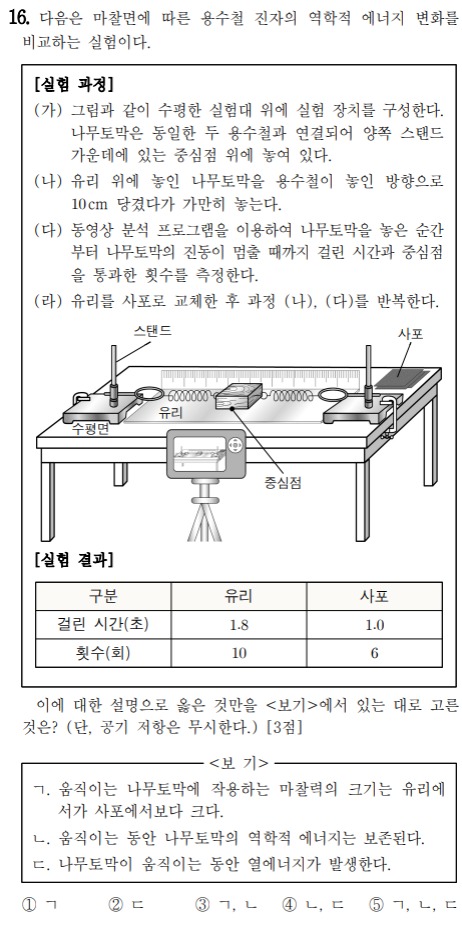 16. 다음은 마찰면에 따른 용수철 진자의 역학적 에너지 변화를
비교하는 실험이다.
[실험 과정]
(가) 그림과 같이 수평한 실험대 위에 실험 장치를 구성한다.
나무토막은 동일한 두 용수철과 연결되어 양쪽 스탠드
가운데에 있는 중심점 위에 놓여 있다.
(나) 유리 위에 놓인 나무토막을 용수철이 놓인 방향으로
10cm 당겼다가 가만히 놓는다.
(다) 동영상 분석 프로그램을 이용하여 나무토막을 놓은 순간
부터 나무토막의 진동이 멈출 때까지 걸린 시간과 중심점
을 통과한 횟수를 측정한다.
(라) 유리를 사포로 교체한 후 과정 (나), (다)를 반복한다.
스탠드
사포
유리
수평면
중심점
[실험 결과]
구분 유리 사포
걸린 시간(초) 1.8 1.0
횟수(회) 10 6
이에 대한 설명으로 옳은 것만을 <보기>에서 있는 대로 고른
것은? (단, 공기 저항은 무시한다.) [3점]
<보 기>
ㄱ. 움직이는 나무토막에 작용하는 마찰력의 크기는 유리에
서가 사포에서보다 크다.
ㄴ. 움직이는 동안 나무토막의 역학적 에너지는 보존된다.
ㄷ. 나무토막이 움직이는 동안 열에너지가 발생한다.
① ㄱ ② ㄷ ③ ㄱ, ㄴ ④ ㄴ, ㄷ ⑤ ㄱ, ㄴ, ㄷ